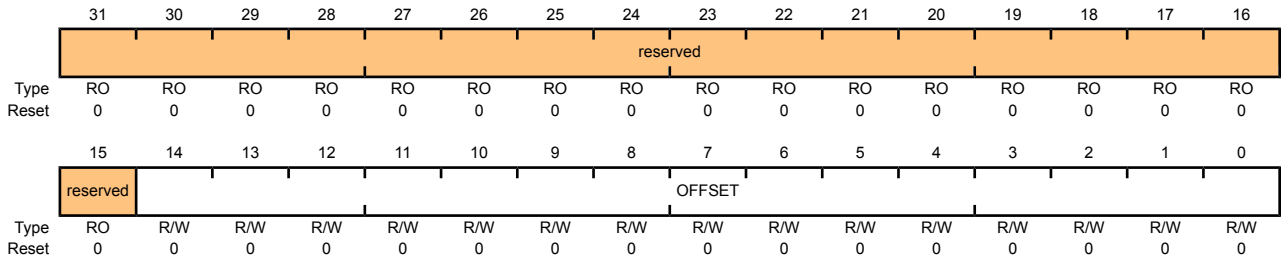 31 30 29 28 27 26 25 24 23 22 21 20 19 18 17 16
reserved
Type RO RO RO RO RO RO RO RO RO RO RO RO RO RO RO RO
Reset 0 0 0 0 0 0 0 0 0 0 0 0 0 0 0 0
15 14 13 12 11 10 9 8 7 6 5 4 3 2 1 0
reserved OFFSET
Type RO R/W R/W R/W R/W R/W R/W R/W R/W R/W R/W R/W R/W R/W R/W R/W
Reset 0 0 0 0 0 0 0 0 0 0 0 0 0 0 0 0